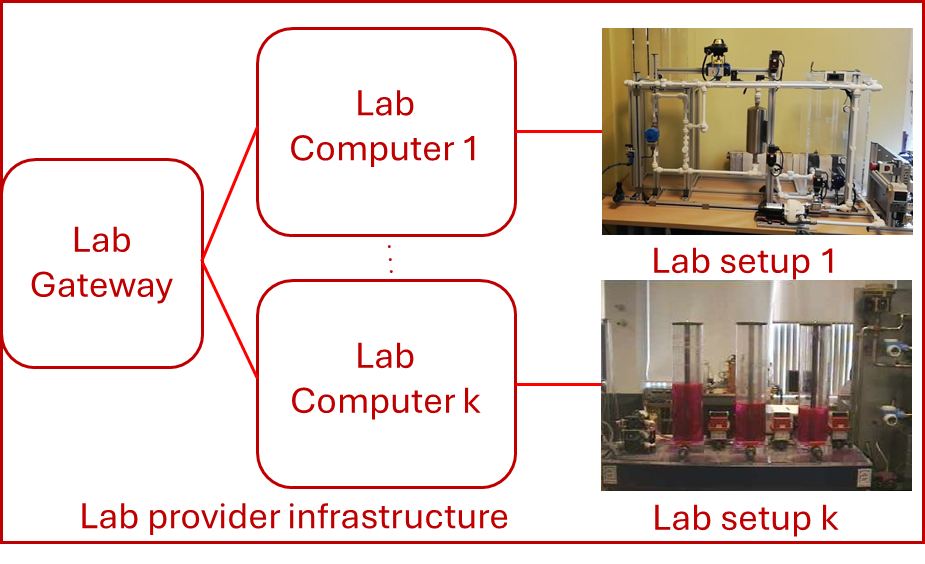 Lab
Gateway
Lab
Computer 1
Lab setup 1
Lab
Computer k
Lab setup k
Lab provider infrastructure